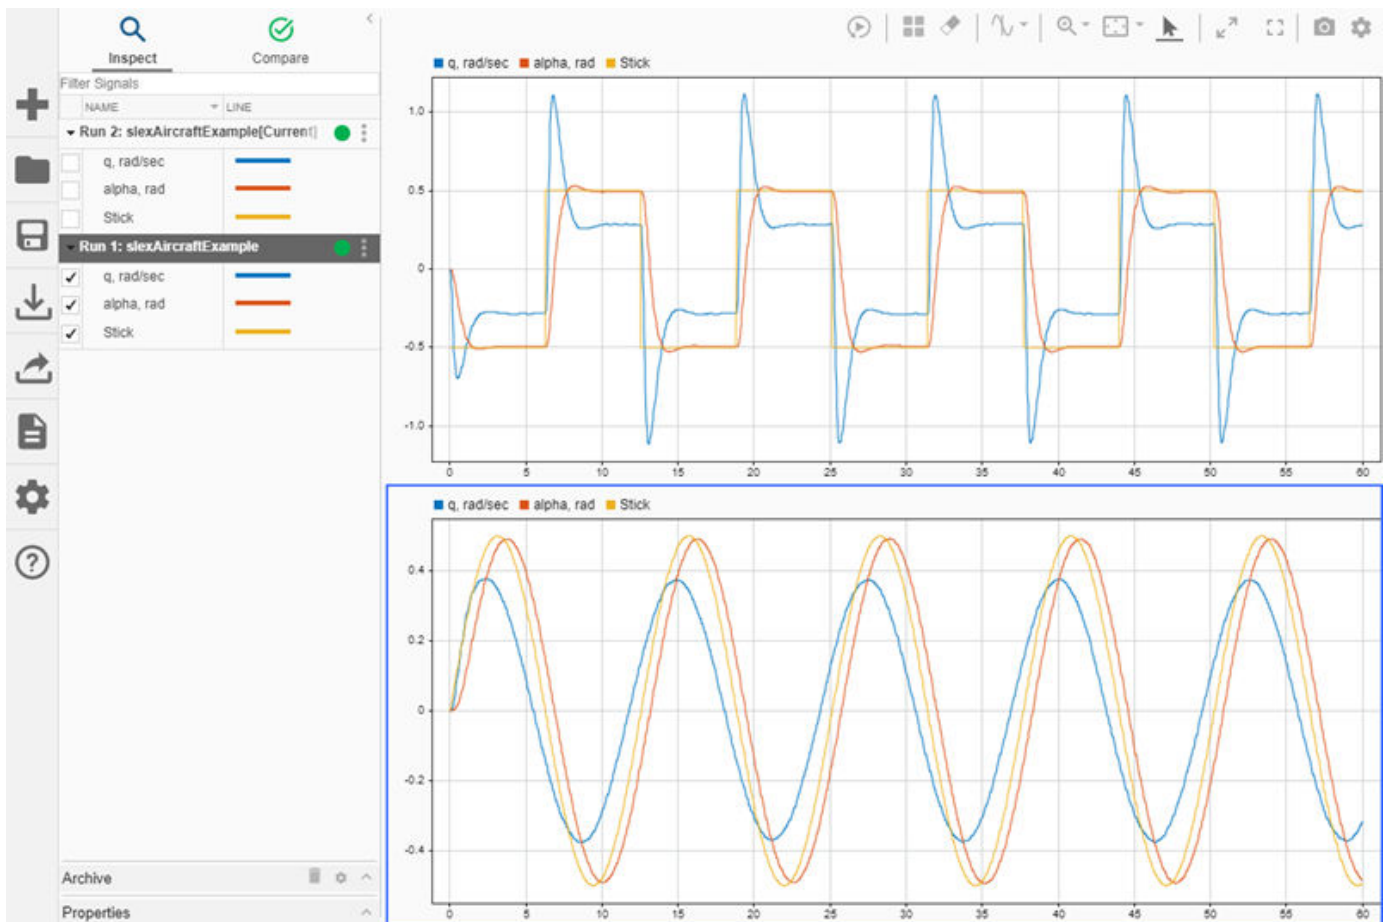 Inspect
Compare
Filter Signals
NAME
LINE
Run 2: slexAircraftExample[Current]
q, rad/sec
alpha, rad
Stick
Run 1: slexAircraftExample
q, rad/sec
alpha, rad
Stick
Archive
Properties
q, rad/sec alpha, rad Stick
1.0
0.5
0
-0.5
-1.0
0 5 10 15 20 25 30 35 40 45 50 55 60
q, rad/sec alpha, rad Stick
0.4
0.2
0
-0.2
-0.4
0 5 10 15 20 25 30 35 40 45 50 55 60